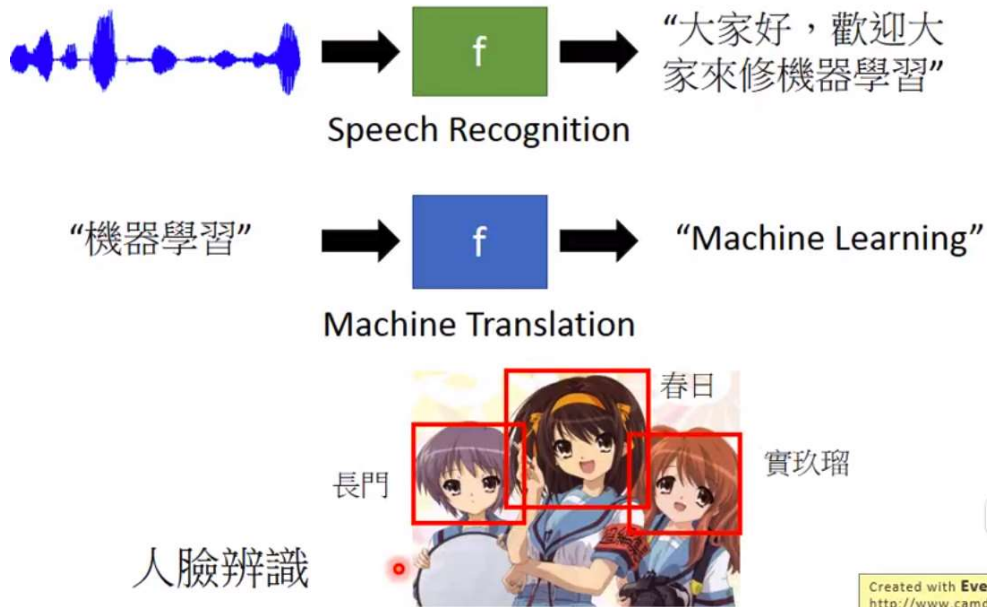 “大家好，歡迎大
家來修機器學習”
f
Speech Recognition
“機器學習”
f
“Machine Learning”
Machine Translation
春日
實玖瑠
長門
人臉辨識
Created with
http://www.